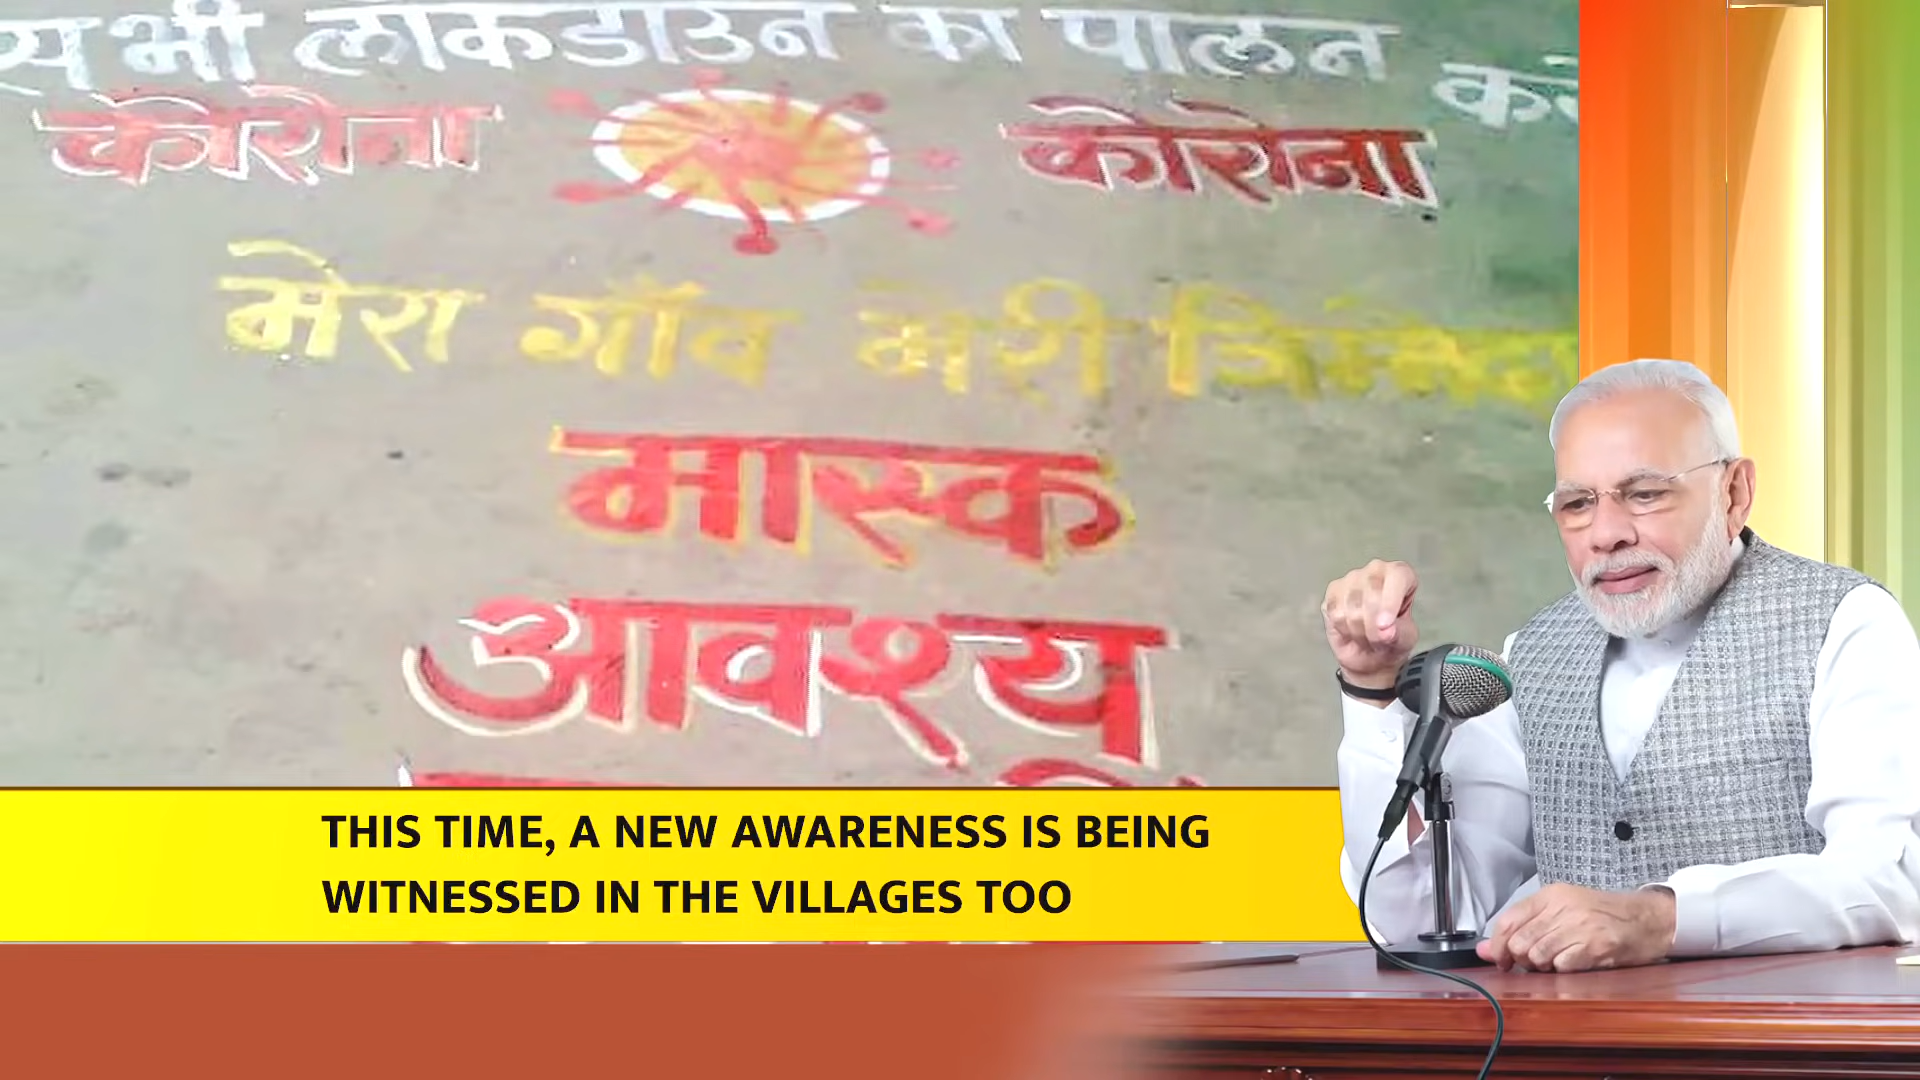 सभी लॉकडाउन का पालन
कोरोना कोरोना
मेरा गाँव मेरी
मास्क
आवश्य
THIS TIME, A NEW AWARENESS IS BEING
WITNESSED IN THE VILLAGES TOO